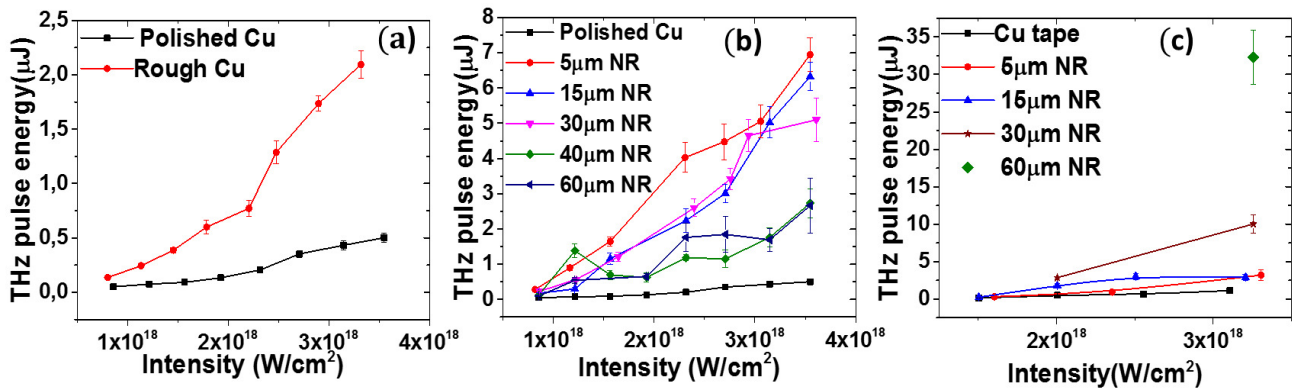 THz pulse energy(μJ)
2,5
2,0
1,5
1,0
0,5
0,0
Polished Cu
Rough Cu
(a)
1x10¹⁸
2x10¹⁸
3x10¹⁸
4x10¹⁸
Intensity (W/cm²)
THz pulse energy(μJ)
8
7
6
5
4
3
2
1
0
Polished Cu
5μm NR
15μm NR
30μm NR
40μm NR
60μm NR
(b)
1x10¹⁸
2x10¹⁸
3x10¹⁸
4x10¹⁸
Intensity (W/cm²)
THz pulse energy(μJ)
35
30
25
20
15
10
5
0
Cu tape
5μm NR
15μm NR
30μm NR
60μm NR
(c)
2x10¹⁸
3x10¹⁸
Intensity(W/cm²)